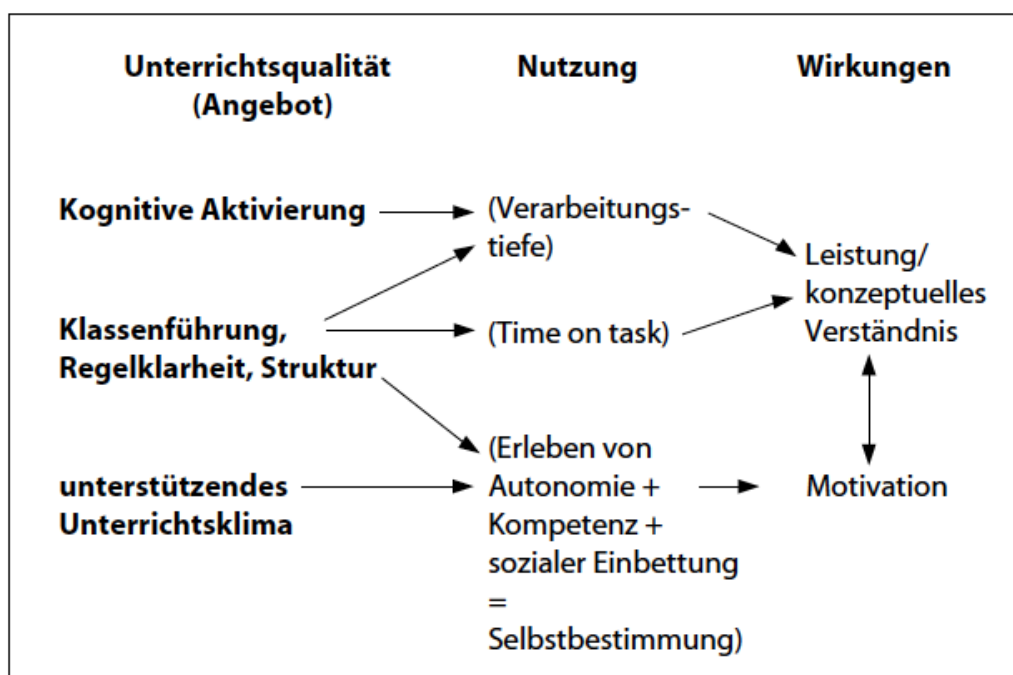 Unterrichtsqualität
(Angebot)
Nutzung
Wirkungen
Kognitive Aktivierung
(Verarbeitungs-
tiefe)
Leistung/
konzeptuelles
Verständnis
Klassenführung,
Regelklarheit, Struktur
(Time on task)
unterstützendes
Unterrichtsklima
(Erleben von
Autonomie +
Kompetenz +
sozialer Einbettung
=
Selbstbestimmung)
Motivation